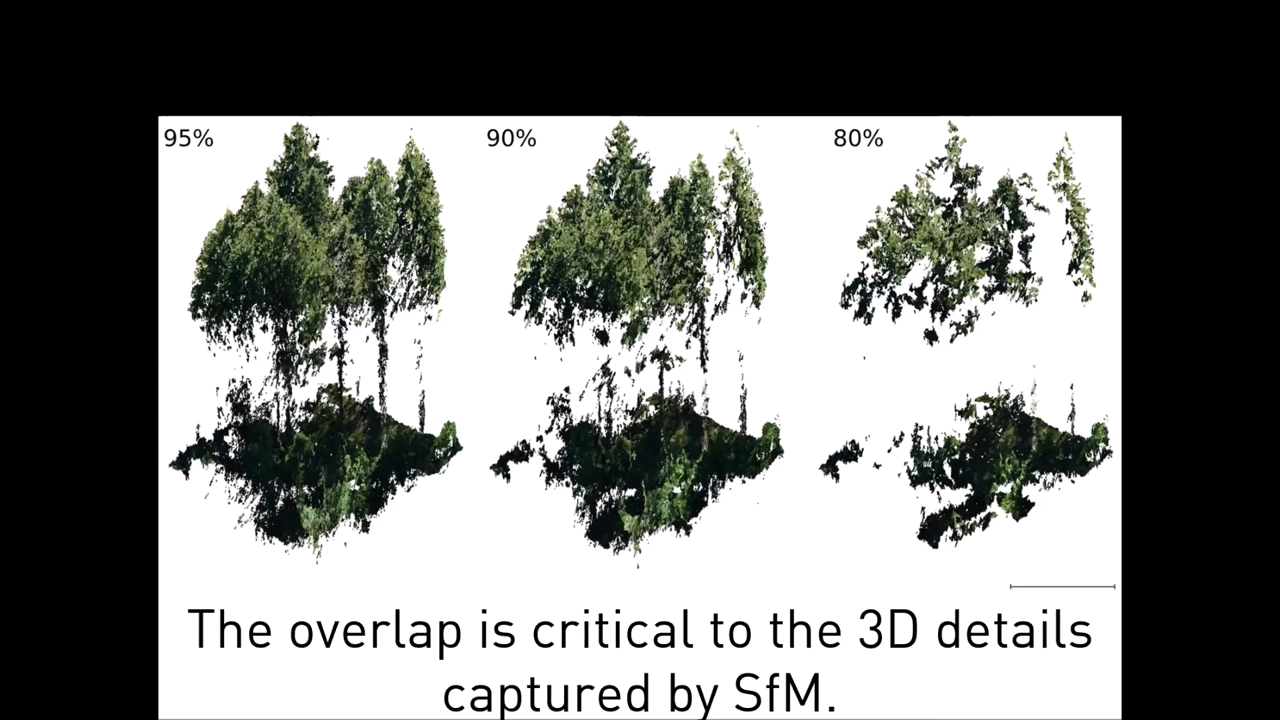 95% 90% 80%
The overlap is critical to the 3D details
captured by SfM.